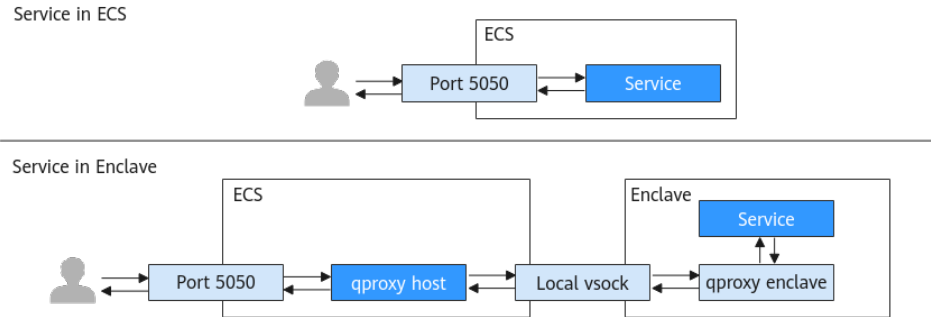 Service in ECS
ECS
Port 5050
Service
Service in Enclave
ECS
Enclave
Service
Port 5050
qproxy host
Local vsock
qproxy enclave